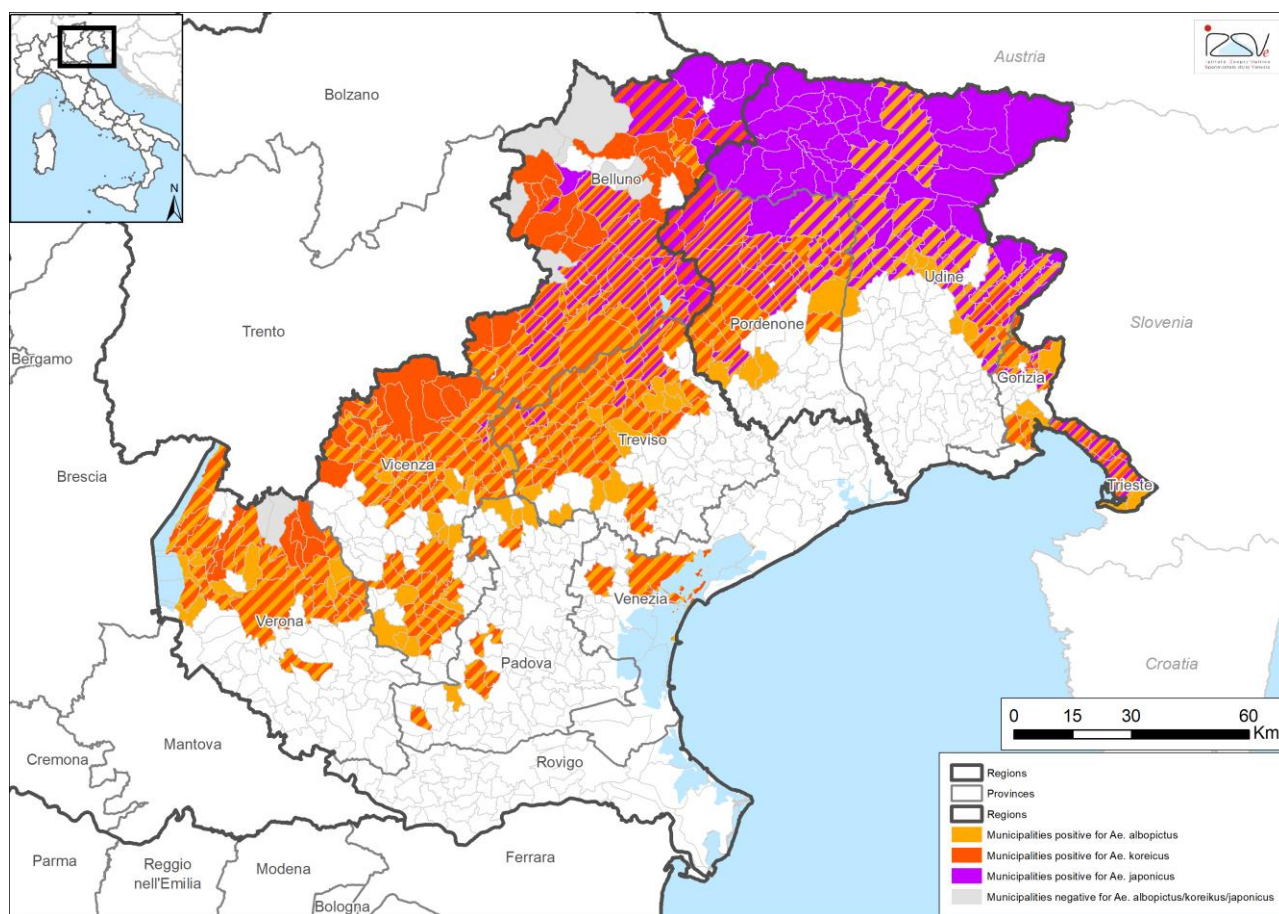 Austria
Bolzano
Belluno
Udine
Slovenia
Trento
Bergamo
Pordenone
Gorizia
Treviso
Brescia
Vicenza
Trieste
Venezia
Verona
Padova
Croatia
Mantova
Cremona
Rovigo
Parma
Reggio
nell'Emilia
Modena
Bologna
Ferrara
N
0 15 30 60
Km
Regions
Provinces
Regions
Municipalities positive for Ae. albopictus
Municipalities positive for Ae. koreicus
Municipalities positive for Ae. japonicus
Municipalities negative for Ae. albopictus/koreikus/japonicus